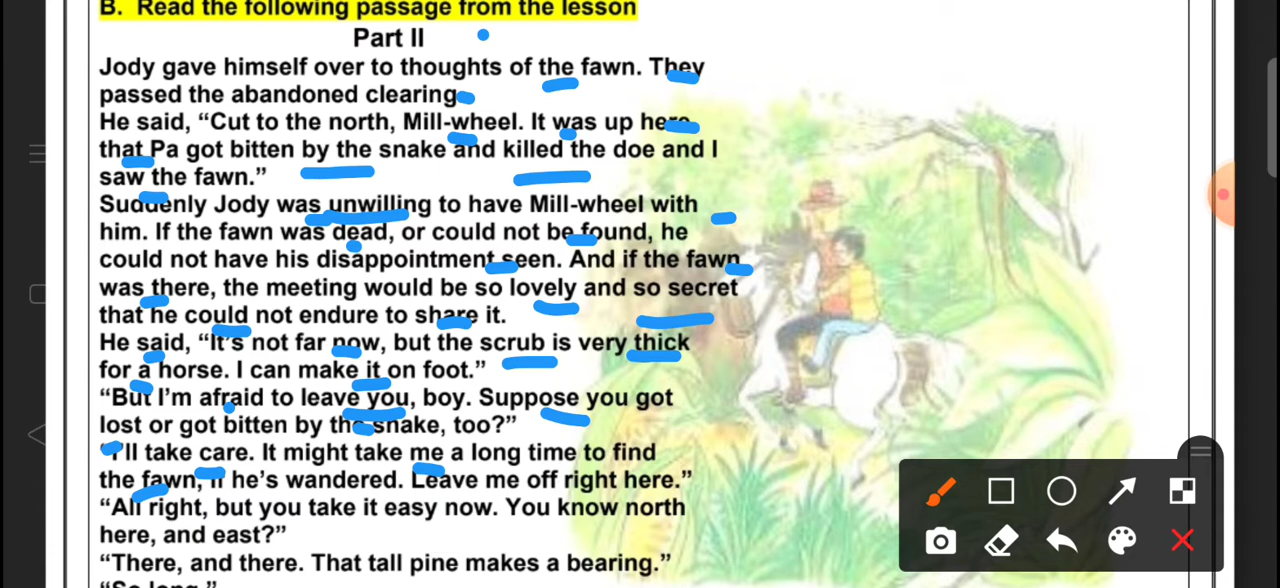 B. Read the following passage from the lesson
Part II
Jody gave himself over to thoughts of the fawn. They
passed the abandoned clearing
He said, “Cut to the north, Mill-wheel. It was up here
that Pa got bitten by the snake and killed the doe and I
saw the fawn.”
Suddenly Jody was unwilling to have Mill-wheel with
him. If the fawn was dead, or could not be found, he
could not have his disappointment seen. And if the fawn
was there, the meeting would be so lovely and so secret
that he could not endure to share it.
He said, “It’s not far now, but the scrub is very thick
for a horse. I can make it on foot.”
“But I’m afraid to leave you, boy. Suppose you got
lost or got bitten by the snake, too?”
“I’ll take care. It might take me a long time to find
the fawn, if he’s wandered. Leave me off right here.”
“All right, but you take it easy now. You know north
here, and east?”
“There, and there. That tall pine makes a bearing.”
“So long.”